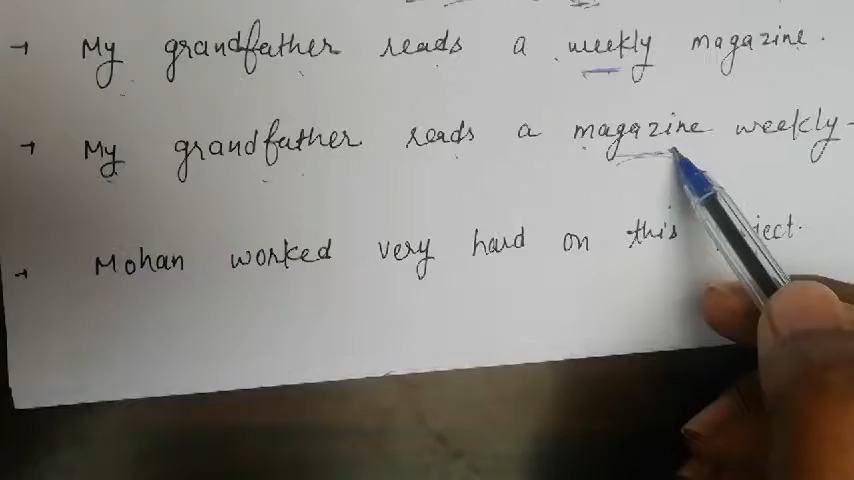 → My grandfather reads a weekly magazine.
→ My grandfather reads a magazine weekly
→ Mohan worked very hard on this